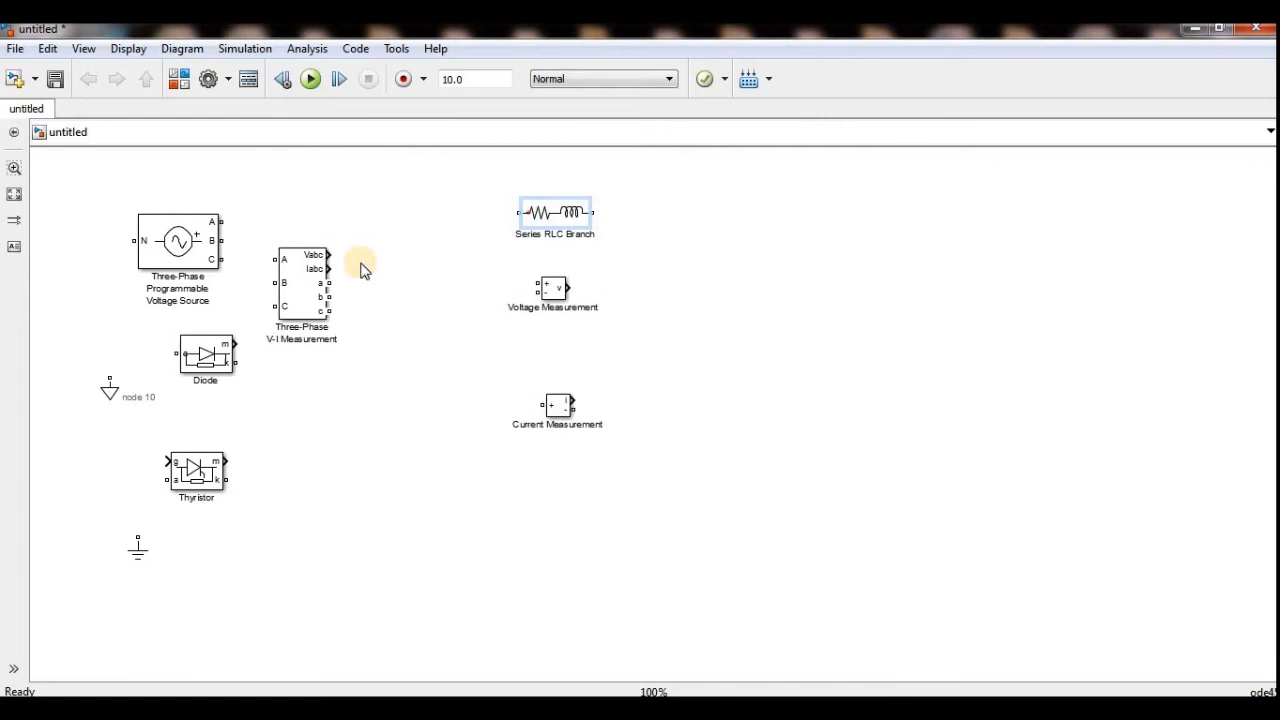 untitled *
File Edit View Display Diagram Simulation Analysis Code Tools Help
10.0 Normal
untitled
untitled
N + A B C
Three-Phase
Programmable
Voltage Source
A B C Vabc Iabc a b c
Three-Phase
V-I Measurement
Series RLC Branch
+ - v
Voltage Measurement
m k
Diode
node 10
+ i -
Current Measurement
g m
a k
Thyristor
Ready 100%